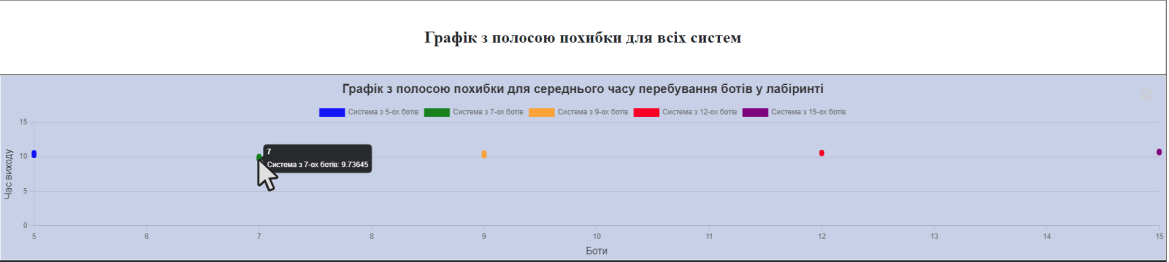 Графік з полосою похибки для всіх систем
Графік з полосою похибки для середнього часу перебування ботів у лабіринті
Система з 5-ох ботів Система з 7-ох ботів Система з 9-ох ботів Система з 12-ох ботів Система з 15-ох ботів
Час виходу
15
10
5
0
7
Система з 7-ох ботів: 9.73645
5 6 7 8 9 10 11 12 13 14 15
Боти